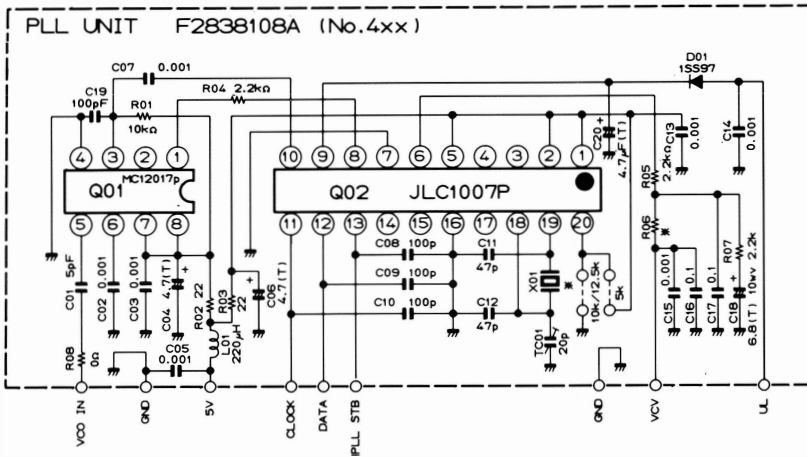 PLL UNIT F2838108A (No.4xx)
D01
1SS97
C07 0.001
C19
100pF
R04 2.2kΩ
R01
10kΩ
C20 +
4.7μF(T)
C13
0.001
C14
0.001
4 3 2 1
10 9 8 7 6 5 4 3 2 1
R05
2.2kΩ
Q01 MC12017P
Q02 JLC1007P
5 6 7 8
11 12 13 14 15 16 17 18 19 20
R06
*
R07
2.2k
C01
5pF
C02
0.001
C03
0.001
C04
4.7(T)
+
R02
22
R03
22
+
C06
4.7(T)
C08 100p
C11
47p
C09
100p
C10 100p
C12
47p
X01
*
TC01
20p
10k/12.5k
5k
C15
0.001
C16
0.1
C17
0.1
C18
+
6.8(T) 10wv
L01
220μH
R08
0Ω
C05
0.001
VCO IN
GND
5V
CLOCK
DATA
PLL STB
GND
VCV
UL